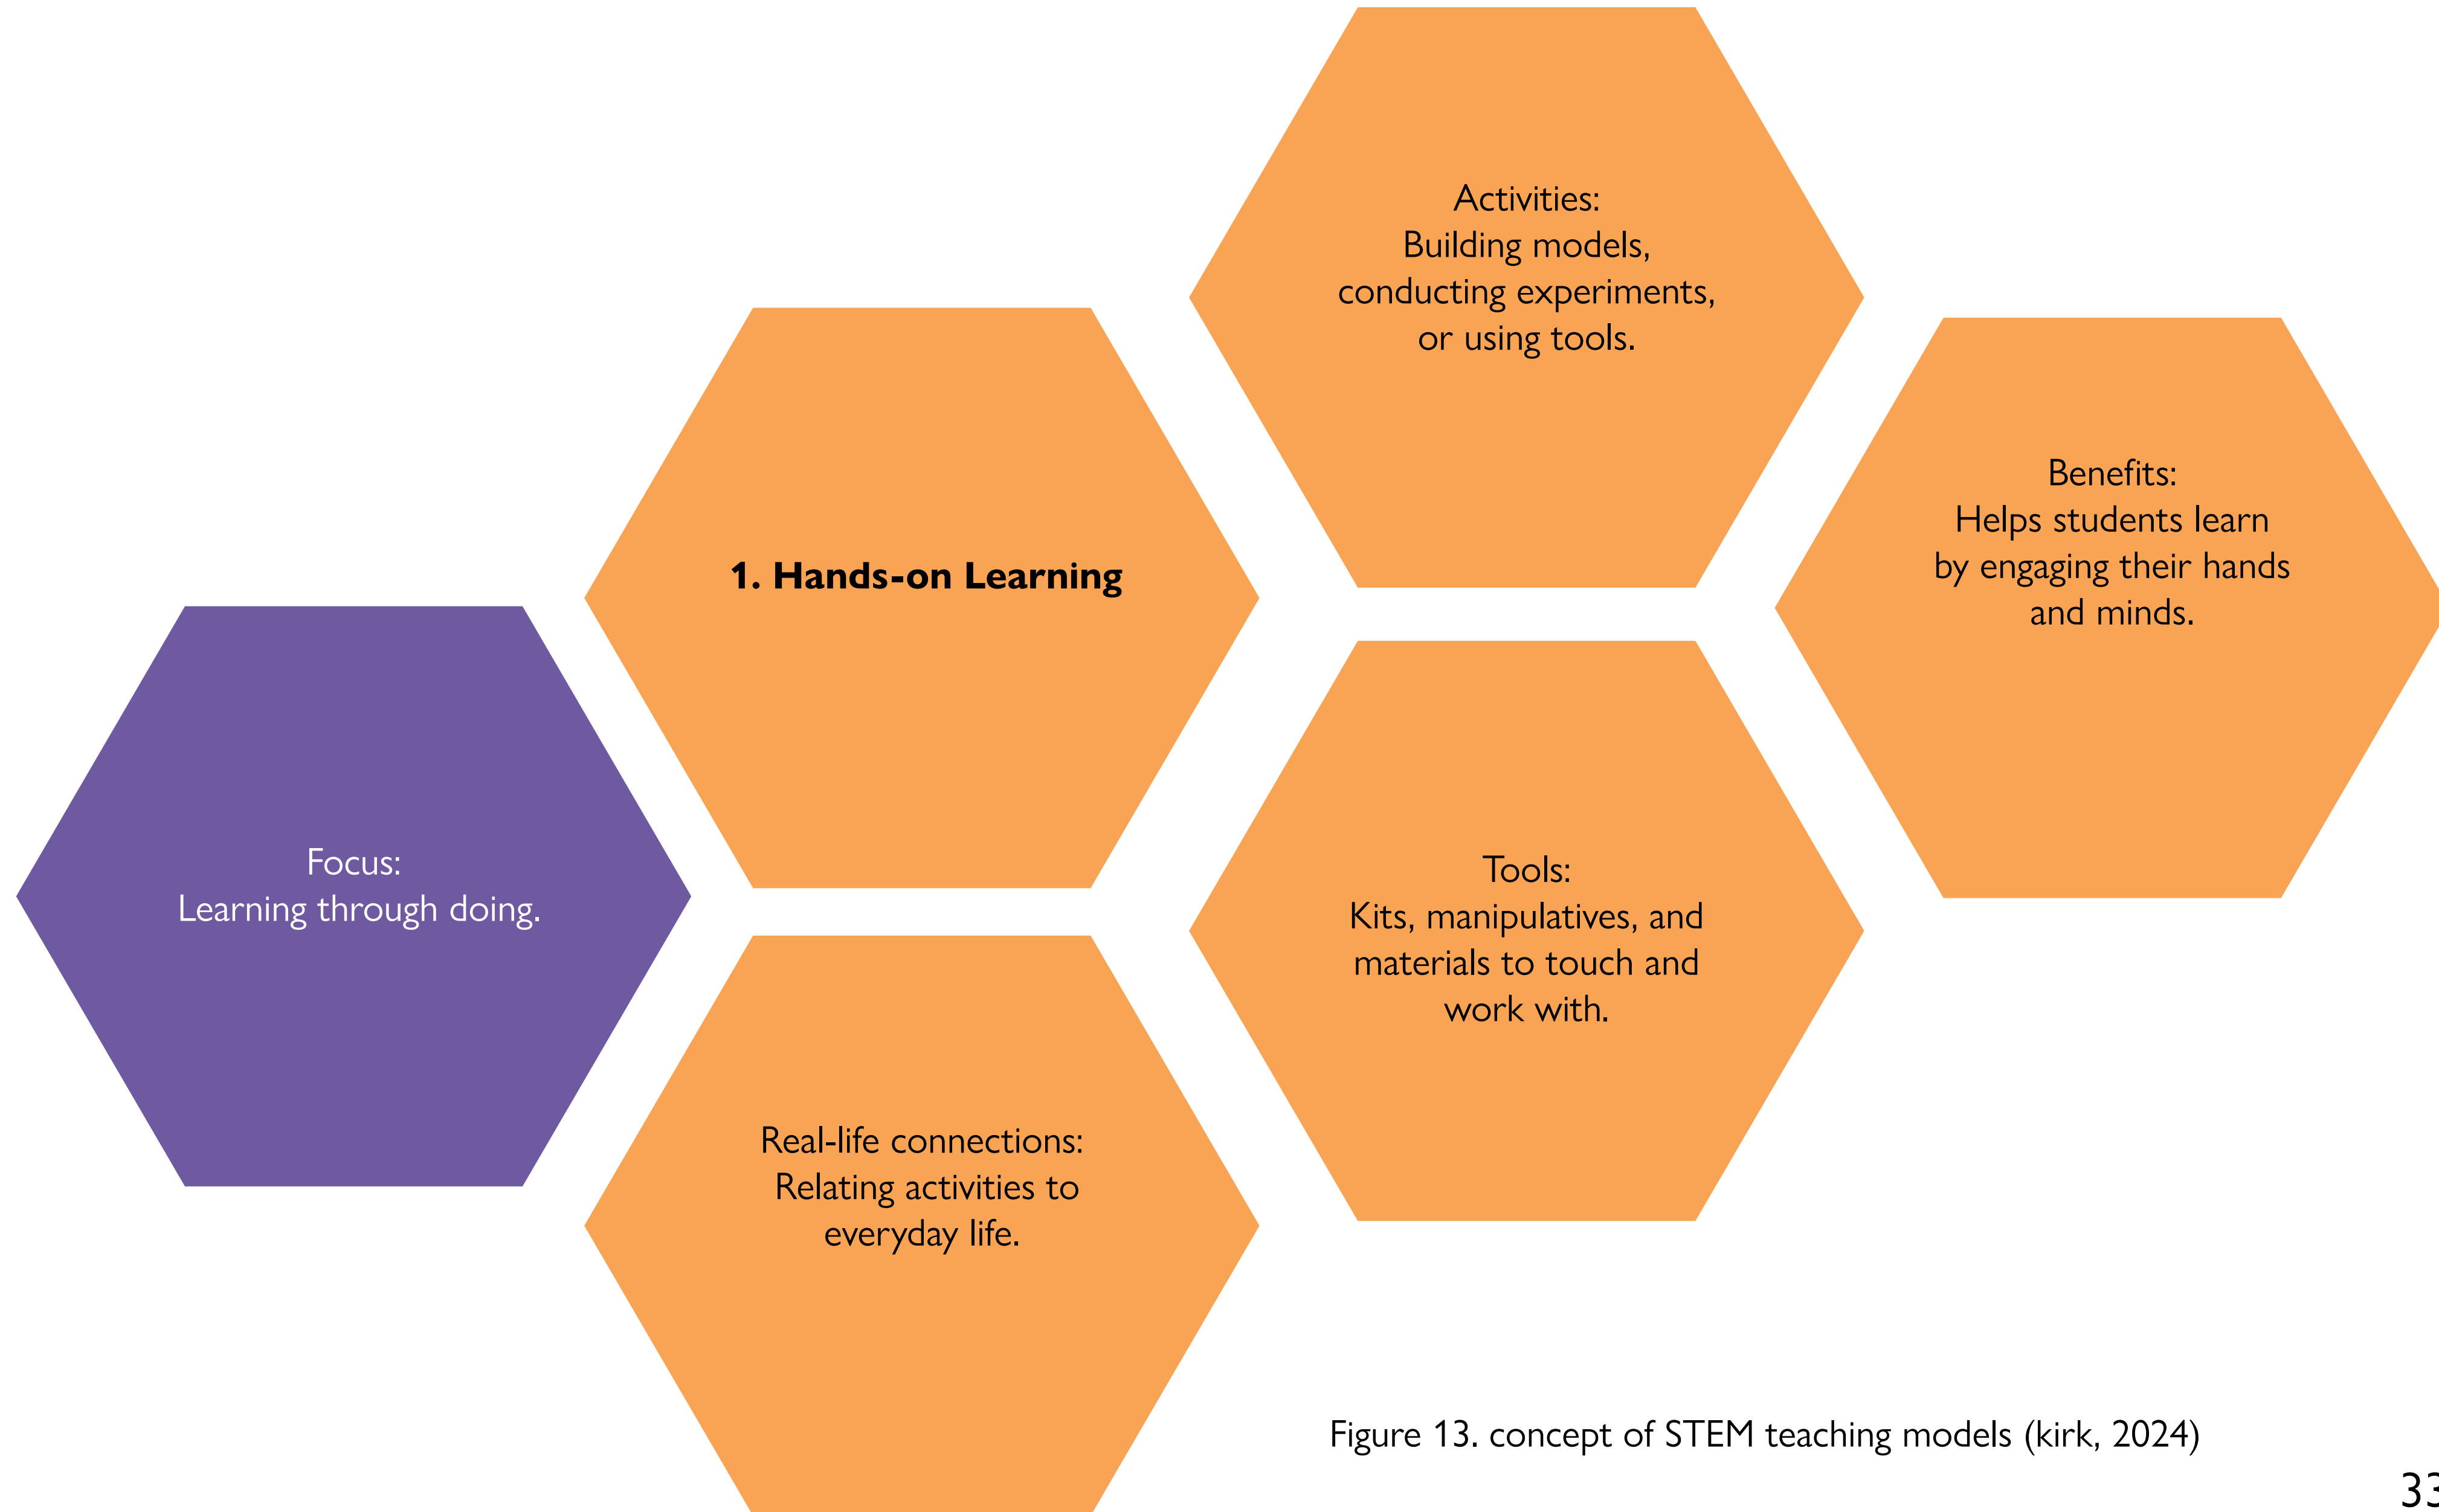 Activities:
Building models,
conducting experiments,
or using tools.
Benefits:
Helps students learn
by engaging their hands
and minds.
1. Hands-on Learning
Focus:
Learning through doing.
Tools:
Kits, manipulatives, and
materials to touch and
work with.
Real-life connections:
Relating activities to
everyday life.
Figure 13. concept of STEM teaching models (kirk, 2024)
33